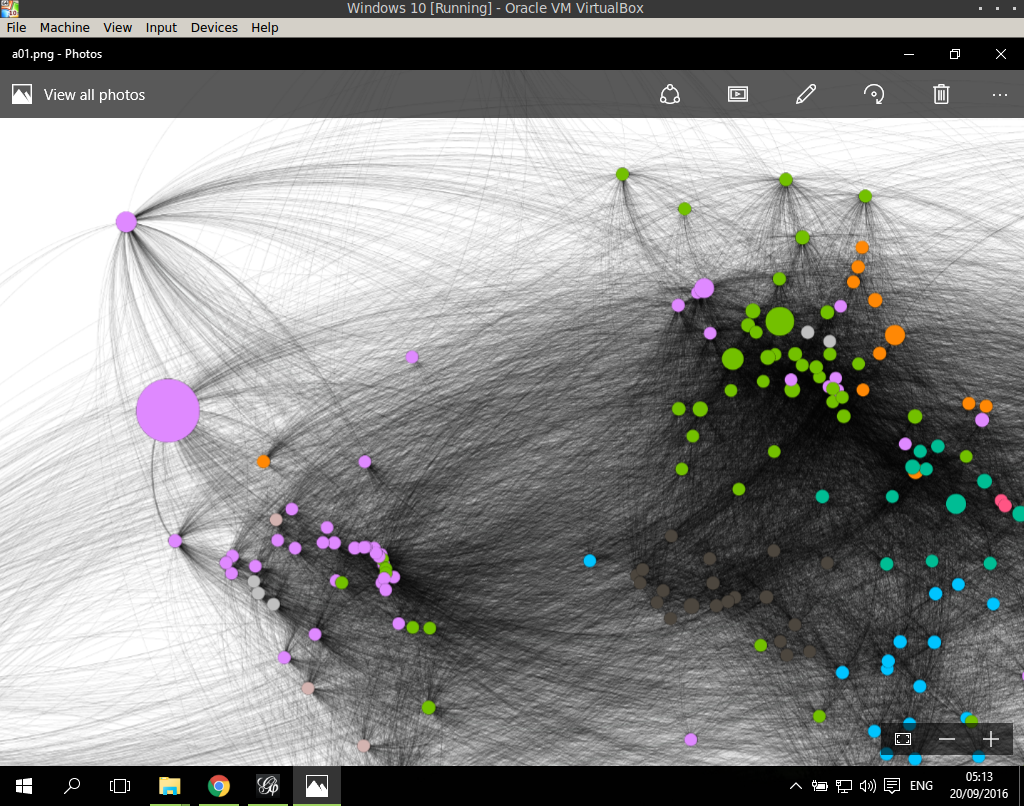 Windows 10 [Running] - Oracle VM VirtualBox
File Machine View Input Devices Help
a01.png - Photos
View all photos
ENG
05:13
20/09/2016